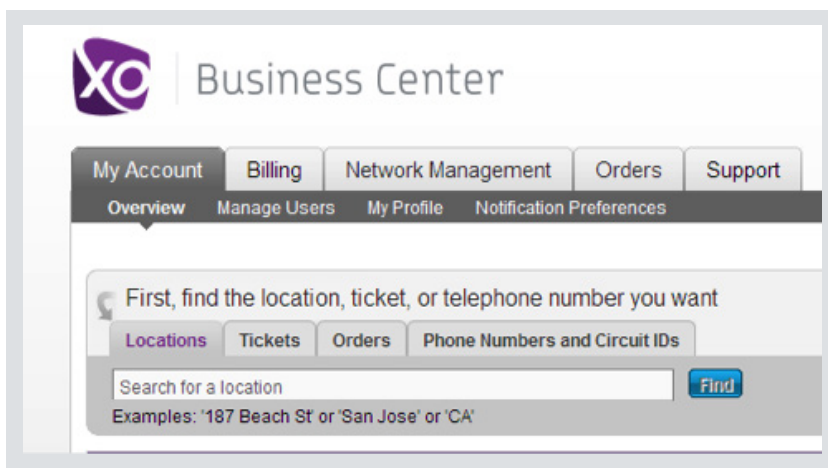 XO Business Center
My Account Billing Network Management Orders Support
Overview Manage Users My Profile Notification Preferences
First, find the location, ticket, or telephone number you want
Locations Tickets Orders Phone Numbers and Circuit IDs
Search for a location Find
Examples: '187 Beach St' or 'San Jose' or 'CA'